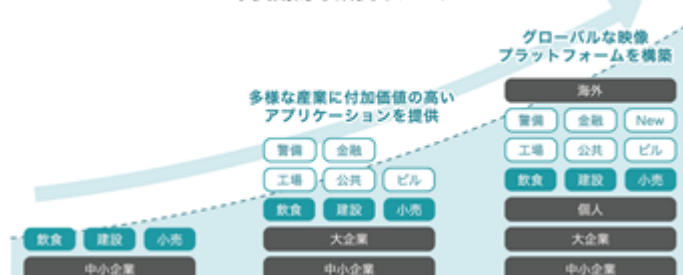 グローバルな映像
プラットフォームを構築
海外
警備 金融 New
工場 公共 ビル
飲食 建設 小売
個人
大企業
中小企業
多様な産業に付加価値の高い
アプリケーションを提供
警備 金融
工場 公共 ビル
飲食 建設 小売
大企業
中小企業
飲食 建設 小売
中小企業